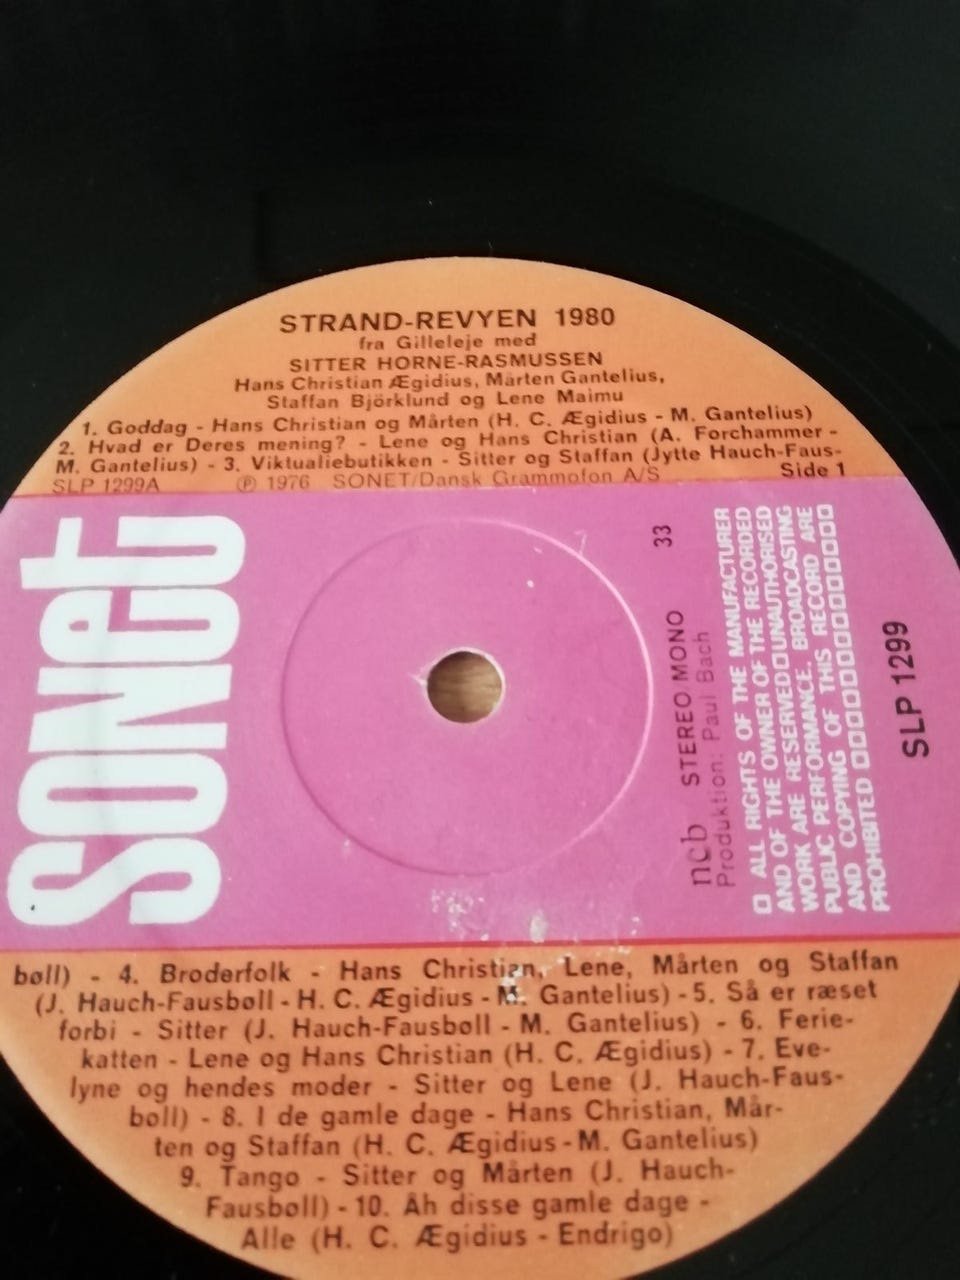 STRAND-REVYEN 1980
fra Gilleleje med
SITTER HORNE-RASMUSSEN
Hans Christian Ægidius, Mårten Gantelius,
Staffan Björklund og Lene Maimu
1. Goddag - Hans Christian og Mårten (H. C. Ægidius - M. Gantelius)
2. Hvad er Deres mening? - Lene og Hans Christian (A. Forchammer -
M. Gantelius) - 3. Viktualiebutikken - Sitter og Staffan (Jytte Hauch-Faus-
SLP 1299A ℗ 1976 SONET/Dansk Grammofon A/S Side 1
SONET
33
STEREO/MONO
ncb Produktion: Paul Bach
ALL RIGHTS OF THE MANUFACTURER
AND OF THE OWNER OF THE RECORDED
WORK ARE RESERVED UNAUTHORISED
PUBLIC PERFORMANCE. BROADCASTING
AND COPYING OF THIS RECORD ARE
PROHIBITED
SLP 1299
bøll) - 4. Broderfolk - Hans Christian, Lene, Mårten og Staffan
(J. Hauch-Fausbøll - H. C. Ægidius - M. Gantelius) - 5. Så er ræset
forbi - Sitter (J. Hauch-Fausbøll - M. Gantelius) - 6. Ferie-
katten - Lene og Hans Christian (H. C. Ægidius) - 7. Eve-
lyne og hendes moder - Sitter og Lene (J. Hauch-Faus-
bøll) - 8. I de gamle dage - Hans Christian, Mår-
ten og Staffan (H. C. Ægidius - M. Gantelius)
9. Tango - Sitter og Mårten (J. Hauch-
Fausbøll) - 10. Åh disse gamle dage -
Alle (H. C. Ægidius - Endrigo)